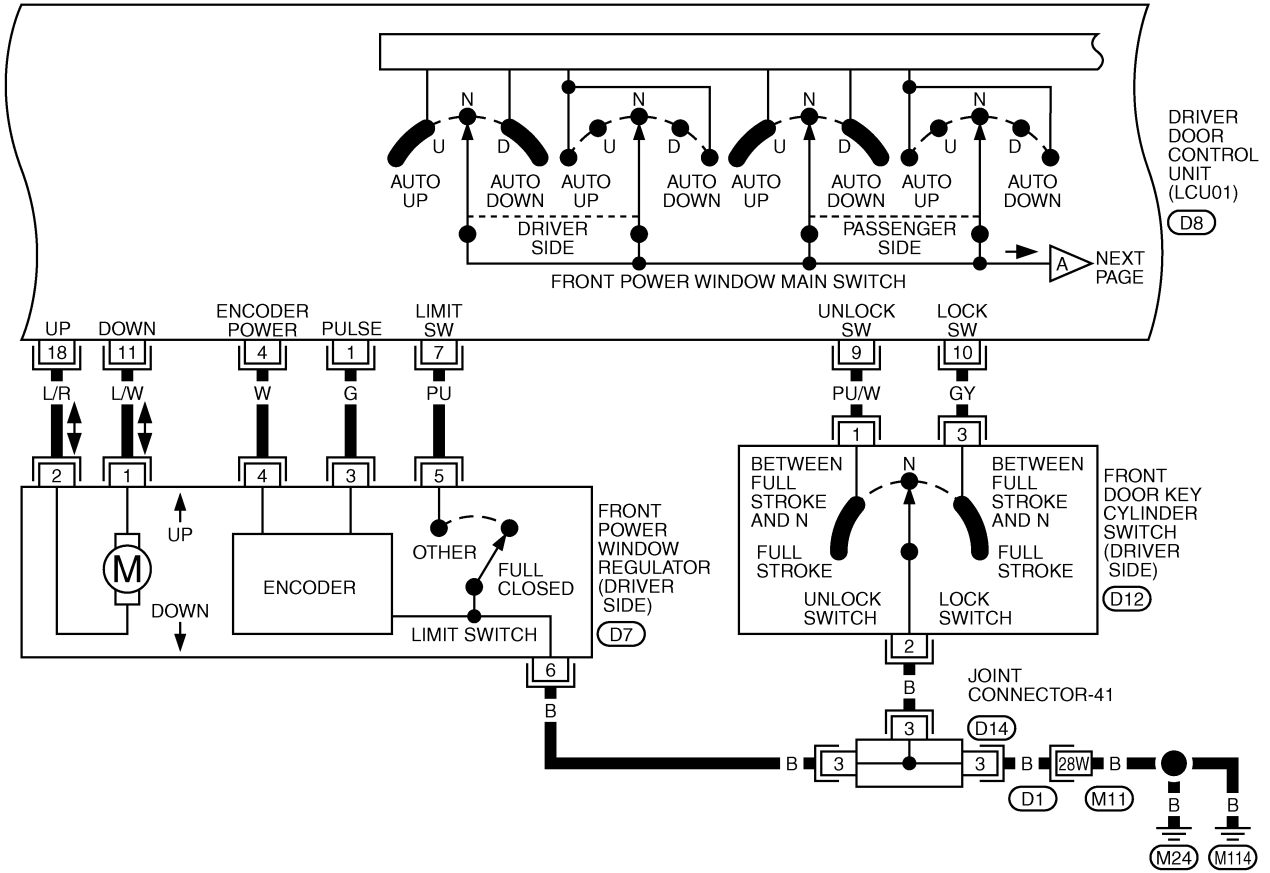 N
N
N
N
U
D
U
D
U
D
U
D
AUTO
UP
AUTO
DOWN
AUTO
UP
AUTO
DOWN
AUTO
UP
AUTO
DOWN
AUTO
UP
AUTO
DOWN
DRIVER
SIDE
PASSENGER
SIDE
FRONT POWER WINDOW MAIN SWITCH
A
NEXT
PAGE
DRIVER
DOOR
CONTROL
UNIT
(LCU01)
D8
UP
DOWN
ENCODER
POWER
PULSE
LIMIT
SW
UNLOCK
SW
LOCK
SW
18
11
4
1
7
9
10
L/R
L/W
W
G
PU
PU/W
GY
2
1
4
3
5
1
3
UP
M
DOWN
ENCODER
OTHER
FULL
CLOSED
LIMIT SWITCH
FRONT
POWER
WINDOW
REGULATOR
(DRIVER
SIDE)
D7
BETWEEN
FULL
STROKE
AND N
FULL
STROKE
N
BETWEEN
FULL
STROKE
AND N
FULL
STROKE
UNLOCK
SWITCH
LOCK
SWITCH
FRONT
DOOR KEY
CYLINDER
SWITCH
(DRIVER
SIDE)
D12
6
B
2
B
JOINT
CONNECTOR-41
D14
3
B
3
3
B
28W
B
D1
M11
B
B
M24
M114